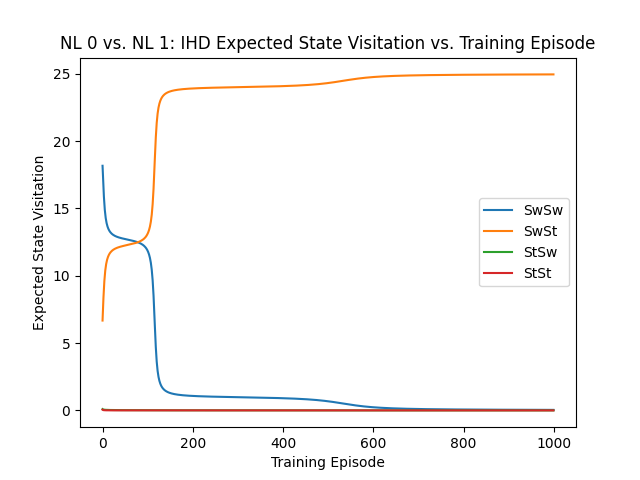 NL 0 vs. NL 1: IHD Expected State Visitation vs. Training Episode
Expected State Visitation
25
20
15
10
5
0
SwSw
SwSt
StSw
StSt
0 200 400 600 800 1000
Training Episode